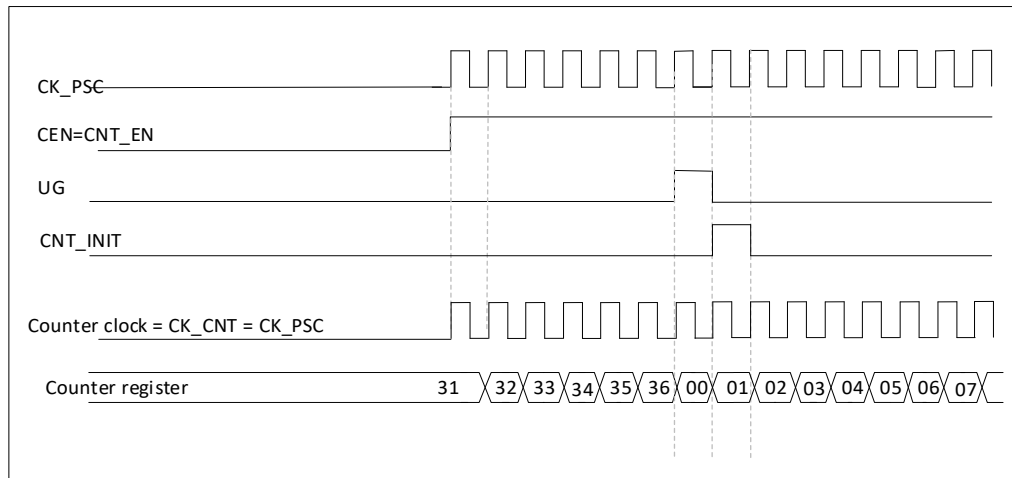 CK_PSC
CEN=CNT_EN
UG
CNT_INIT
Counter clock = CK_CNT = CK_PSC
Counter register 31 32 33 34 35 36 00 01 02 03 04 05 06 07